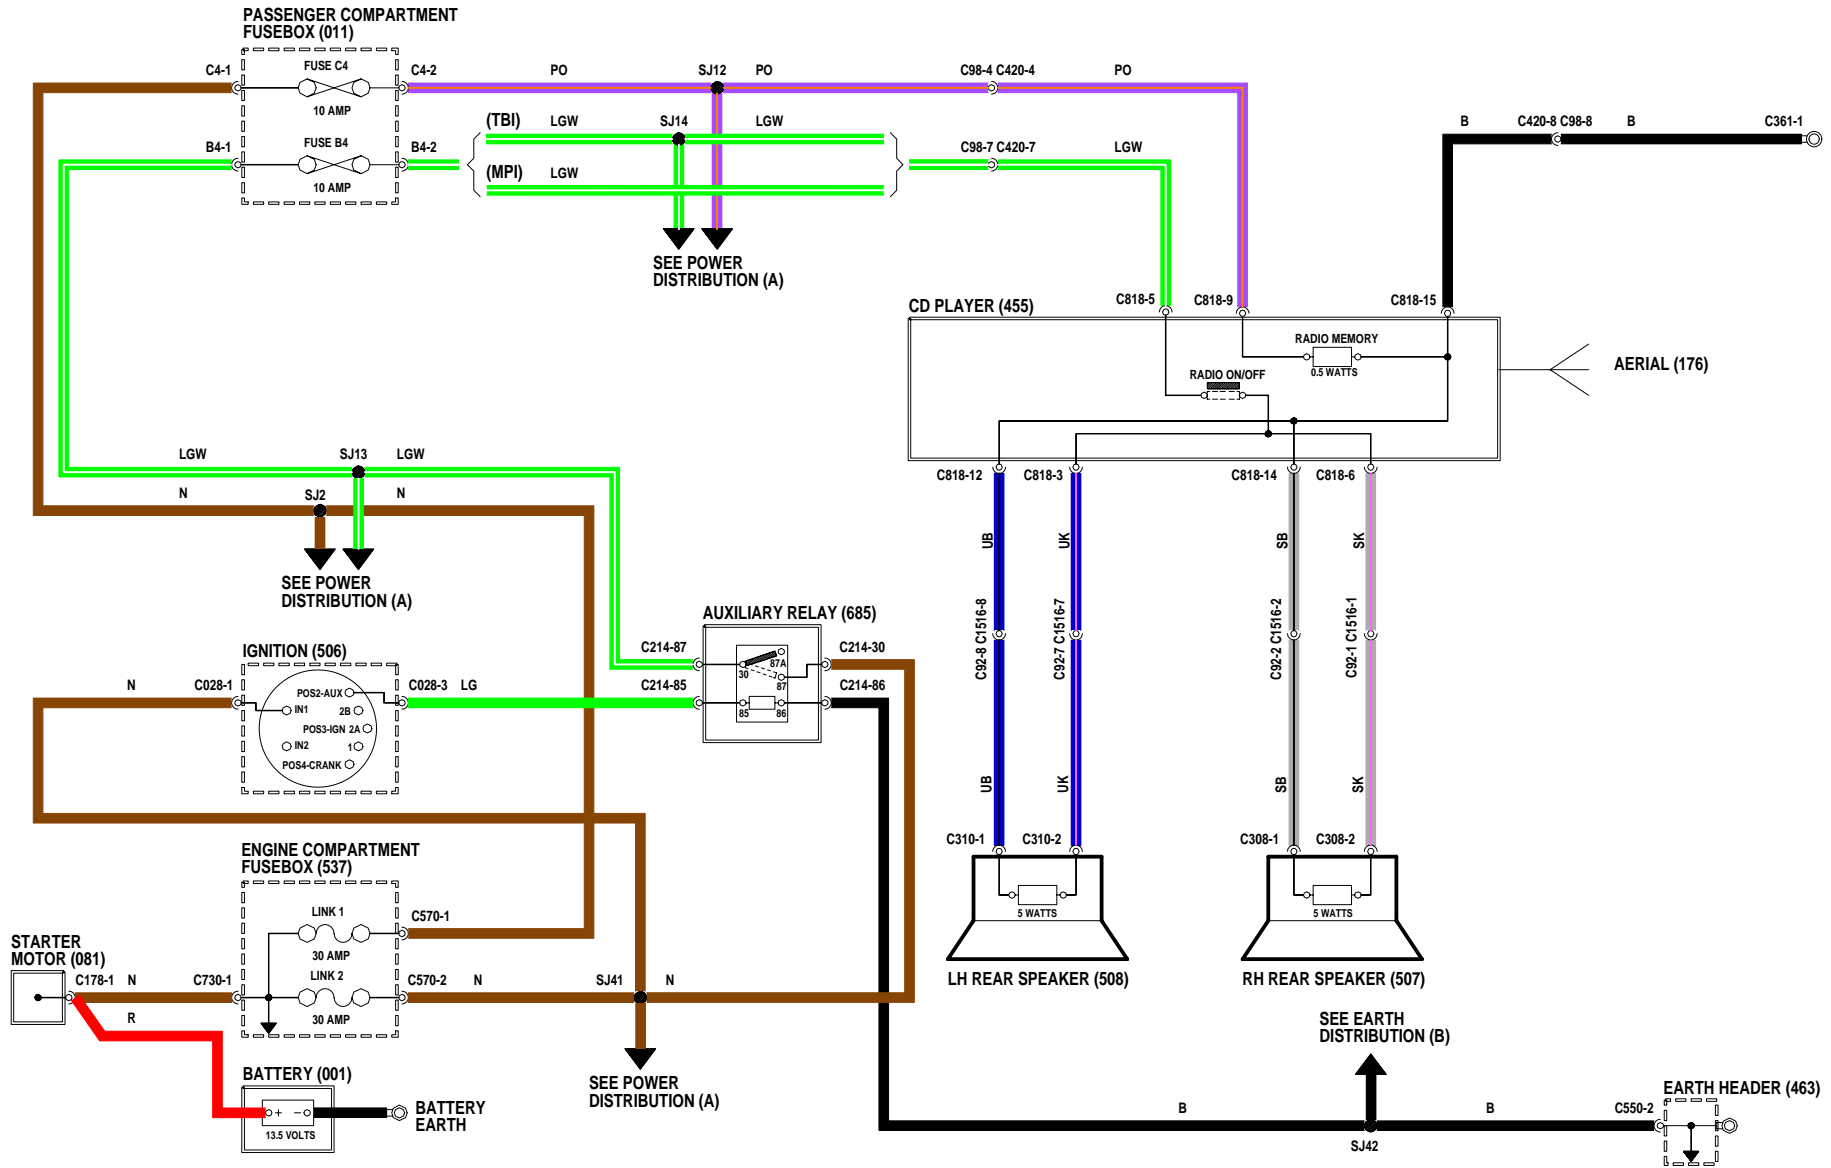 PASSENGER COMPARTMENT
FUSEBOX (011)
C4-1
FUSE C4
10 AMP
C4-2
PO
SJ12
PO
C98-4 C420-4
PO
B4-1
FUSE B4
10 AMP
B4-2
(TBI)
LGW
SJ14
LGW
(MPI)
LGW
C98-7 C420-7
LGW
B
C420-8 C98-8
B
C361-1
SEE POWER
DISTRIBUTION (A)
CD PLAYER (455)
C818-5
C818-9
C818-15
RADIO MEMORY
0.5 WATTS
RADIO ON/OFF
AERIAL (176)
LGW
SJ13
LGW
N
SJ2
N
SEE POWER
DISTRIBUTION (A)
C818-12
C818-3
C818-14
C818-6
UB
UK
SB
SK
C92-8 C1516-8
C92-7 C1516-7
C92-2 C1516-2
C92-1 C1516-1
UB
UK
SB
SK
AUXILIARY RELAY (685)
C214-87
C214-30
87A
30
87
C214-85
C214-86
85
86
IGNITION (506)
N
C028-1
POS2-AUX
IN1
2B
POS3-IGN 2A
IN2
1
POS4-CRANK
C028-3
LG
C310-1
C310-2
C308-1
C308-2
5 WATTS
5 WATTS
LH REAR SPEAKER (508)
RH REAR SPEAKER (507)
ENGINE COMPARTMENT
FUSEBOX (537)
LINK 1
30 AMP
C570-1
LINK 2
30 AMP
C570-2
N
SJ41
N
STARTER
MOTOR (081)
C178-1
N
C730-1
R
BATTERY (001)
+ -
13.5 VOLTS
BATTERY
EARTH
SEE POWER
DISTRIBUTION (A)
SEE EARTH
DISTRIBUTION (B)
B
SJ42
B
C550-2
EARTH HEADER (463)